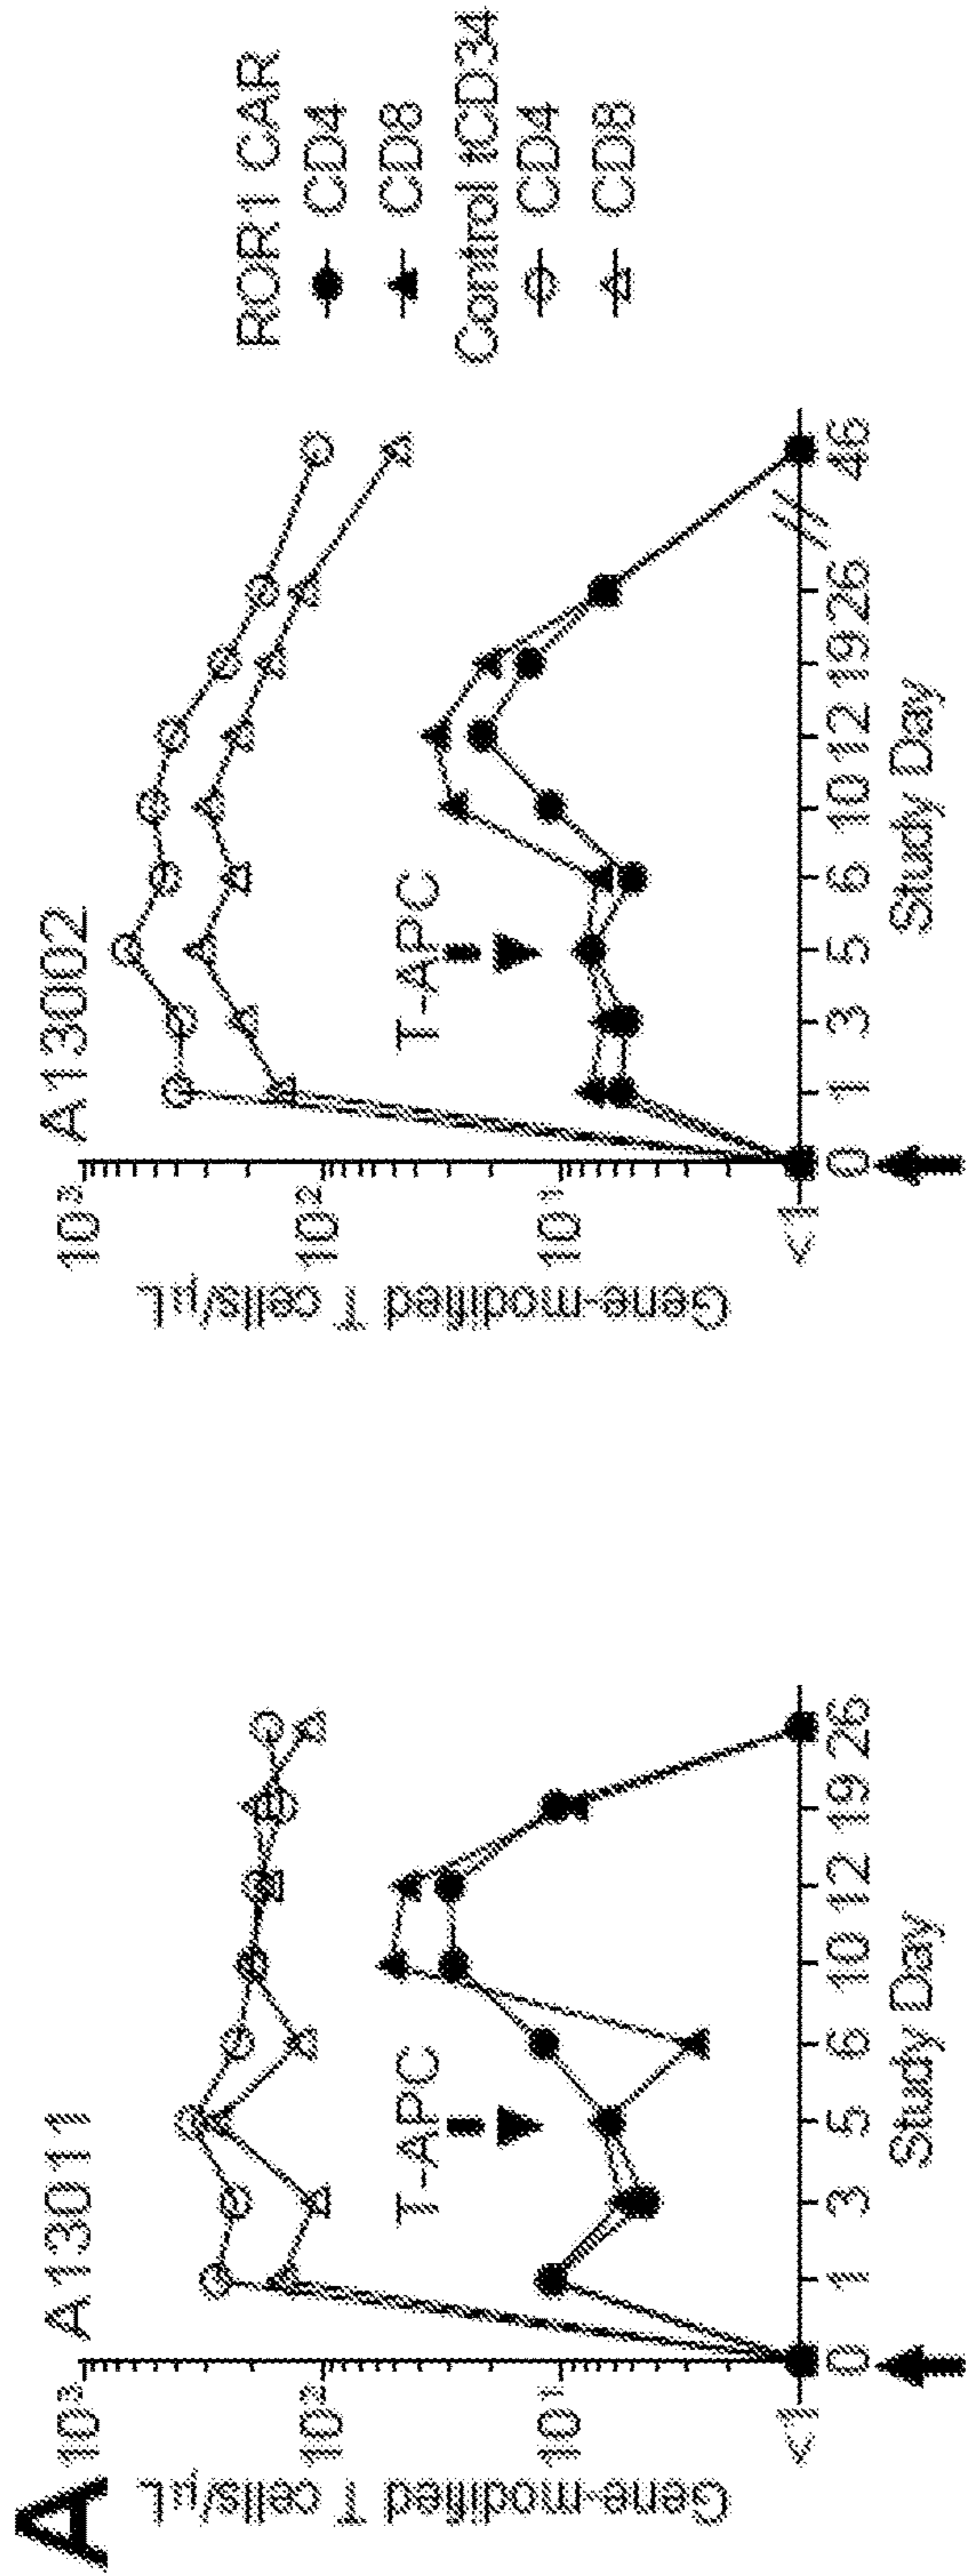 A
A13011
10³
10²
10¹
<1
Gene-modified T cells/μL
T-APC
0 1 3 5 6 10 12 19 26
Study Day
A13002
10³
10²
10¹
<1
Gene-modified T cells/μL
T-APC
0 1 3 5 6 10 12 19 26 46
Study Day
ROR1 CAR
CD4
CD8
Control tCD34
CD4
CD8